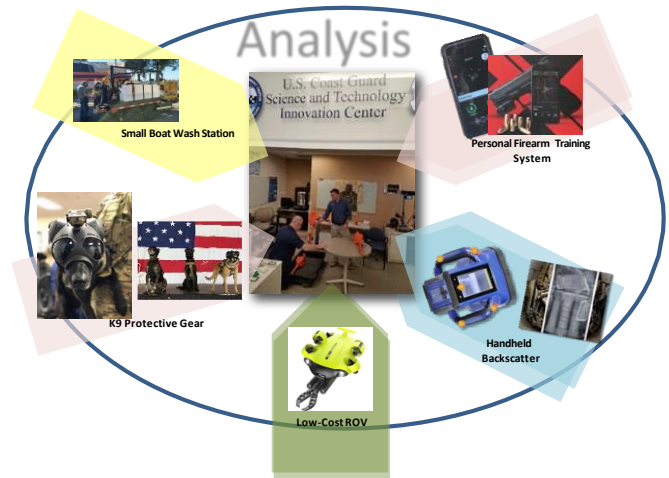 Analysis
U.S. Coast Guard
Science and Technology
Innovation Center
Small Boat Wash Station
Personal Firearm Training
System
K9 Protective Gear
Handheld
Backscatter
Low-Cost ROV